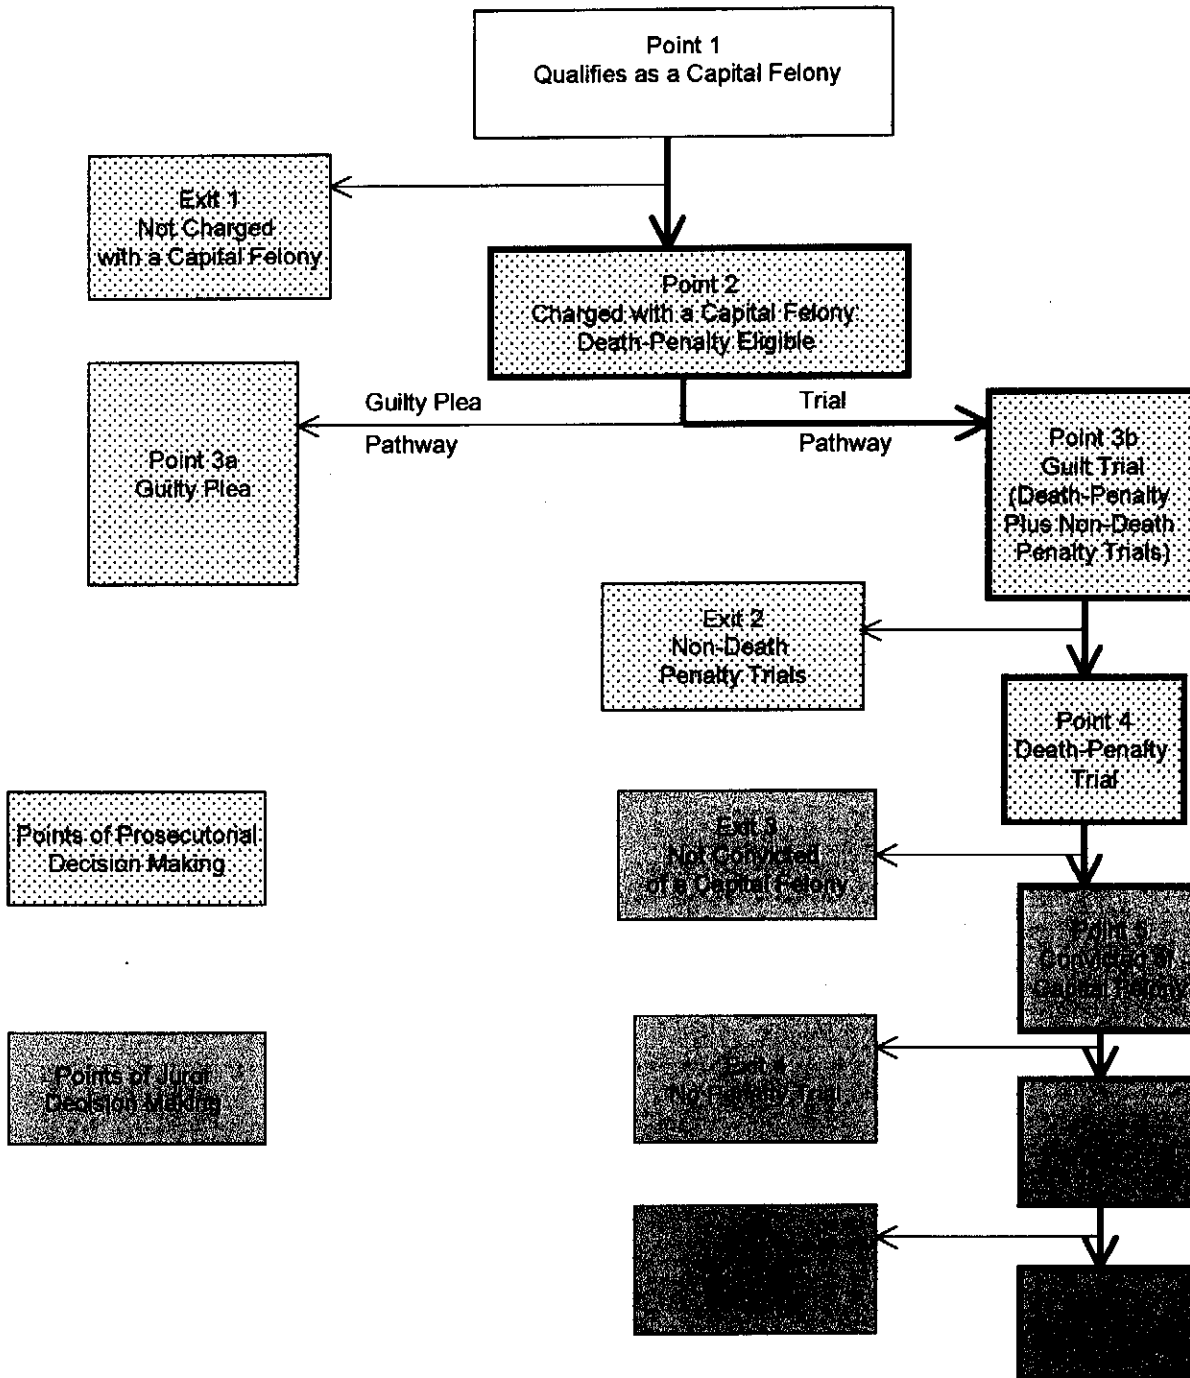 Point 1
Qualifies as a Capital Felony
Exit 1
Not Charged
with a Capital Felony
Point 2
Charged with a Capital Felony
Death-Penalty Eligible
Guilty Plea
Pathway
Trial
Pathway
Point 3a
Guilty Plea
Point 3b
Guilt Trial
(Death-Penalty
Plus Non-Death
Penalty Trials)
Exit 2
Non-Death
Penalty Trials
Point 4
Death-Penalty
Trial
Points of Prosecutorial
Decision Making
Exit 3
Not Convicted
of a Capital Felony
Point 5
Convicted of
Capital Felony
Points of Juror
Decision Making
Exit 4
No Penalty Trial